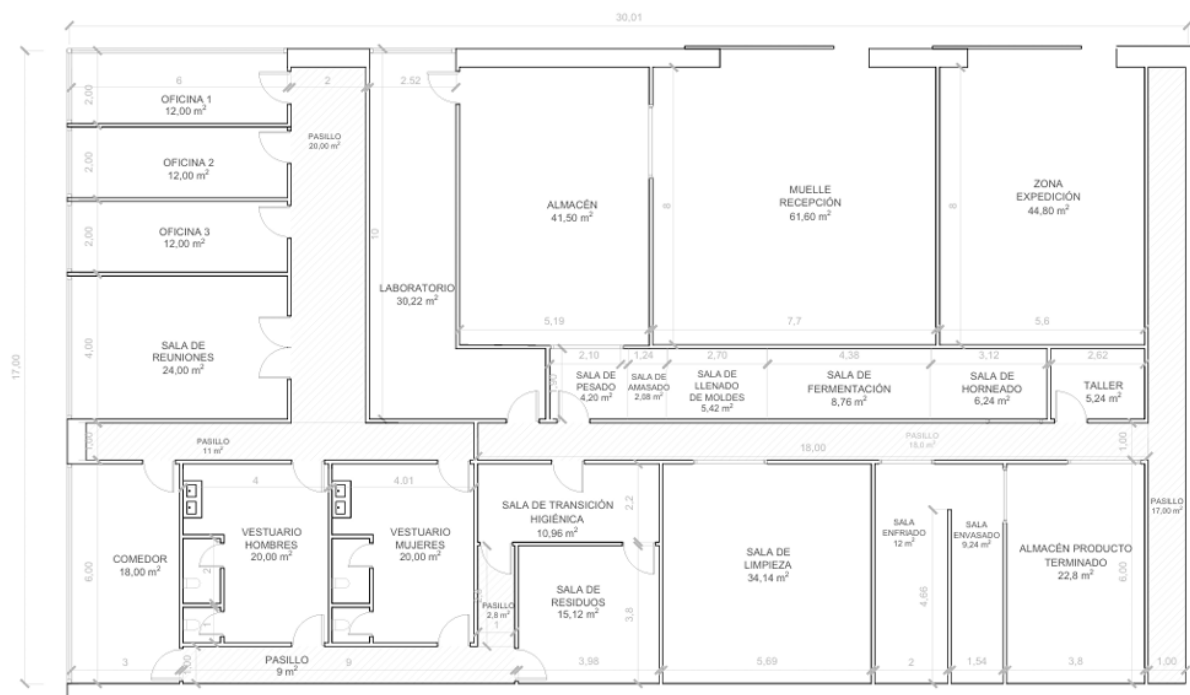 30,01
6
2
2.52
2,00
OFICINA 1
12,00 m²
PASILLO
20,00 m²
2,00
OFICINA 2
12,00 m²
2,00
OFICINA 3
12,00 m²
ALMACÉN
41,50 m²
8
MUELLE
RECEPCIÓN
61,60 m²
8
ZONA
EXPEDICIÓN
44,80 m²
10
LABORATORIO
30,22 m²
17,00
4,00
SALA DE
REUNIONES
24,00 m²
5,19
7,7
5,6
2,10
1,24
2,70
4,38
3,12
2,62
SALA DE
PESADO
4,20 m²
SALA DE
AMASADO
2,08 m²
SALA DE
LLENADO
DE MOLDES
5,42 m²
SALA DE
FERMENTACIÓN
8,76 m²
SALA DE
HORNEADO
6,24 m²
TALLER
5,24 m²
1,00
PASILLO
11 m²
18,00
PASILLO
1,00
4
4.01
6,00
COMEDOR
18,00 m²
VESTUARIO
HOMBRES
20,00 m²
2
1
VESTUARIO
MUJERES
20,00 m²
SALA DE TRANSICIÓN
HIGIÉNICA
10,96 m²
2,2
PASILLO
2,8 m²
1
SALA DE
RESIDUOS
15,12 m²
3,8
SALA DE
LIMPIEZA
34,14 m²
SALA
ENFRIADO
12 m²
4.66
SALA
ENVASADO
9,24 m²
ALMACÉN PRODUCTO
TERMINADO
22,8 m²
6,00
PASILLO
17,00 m²
3
1,00
PASILLO
9 m²
9
3,98
5,69
2
1,54
3,8
1,00